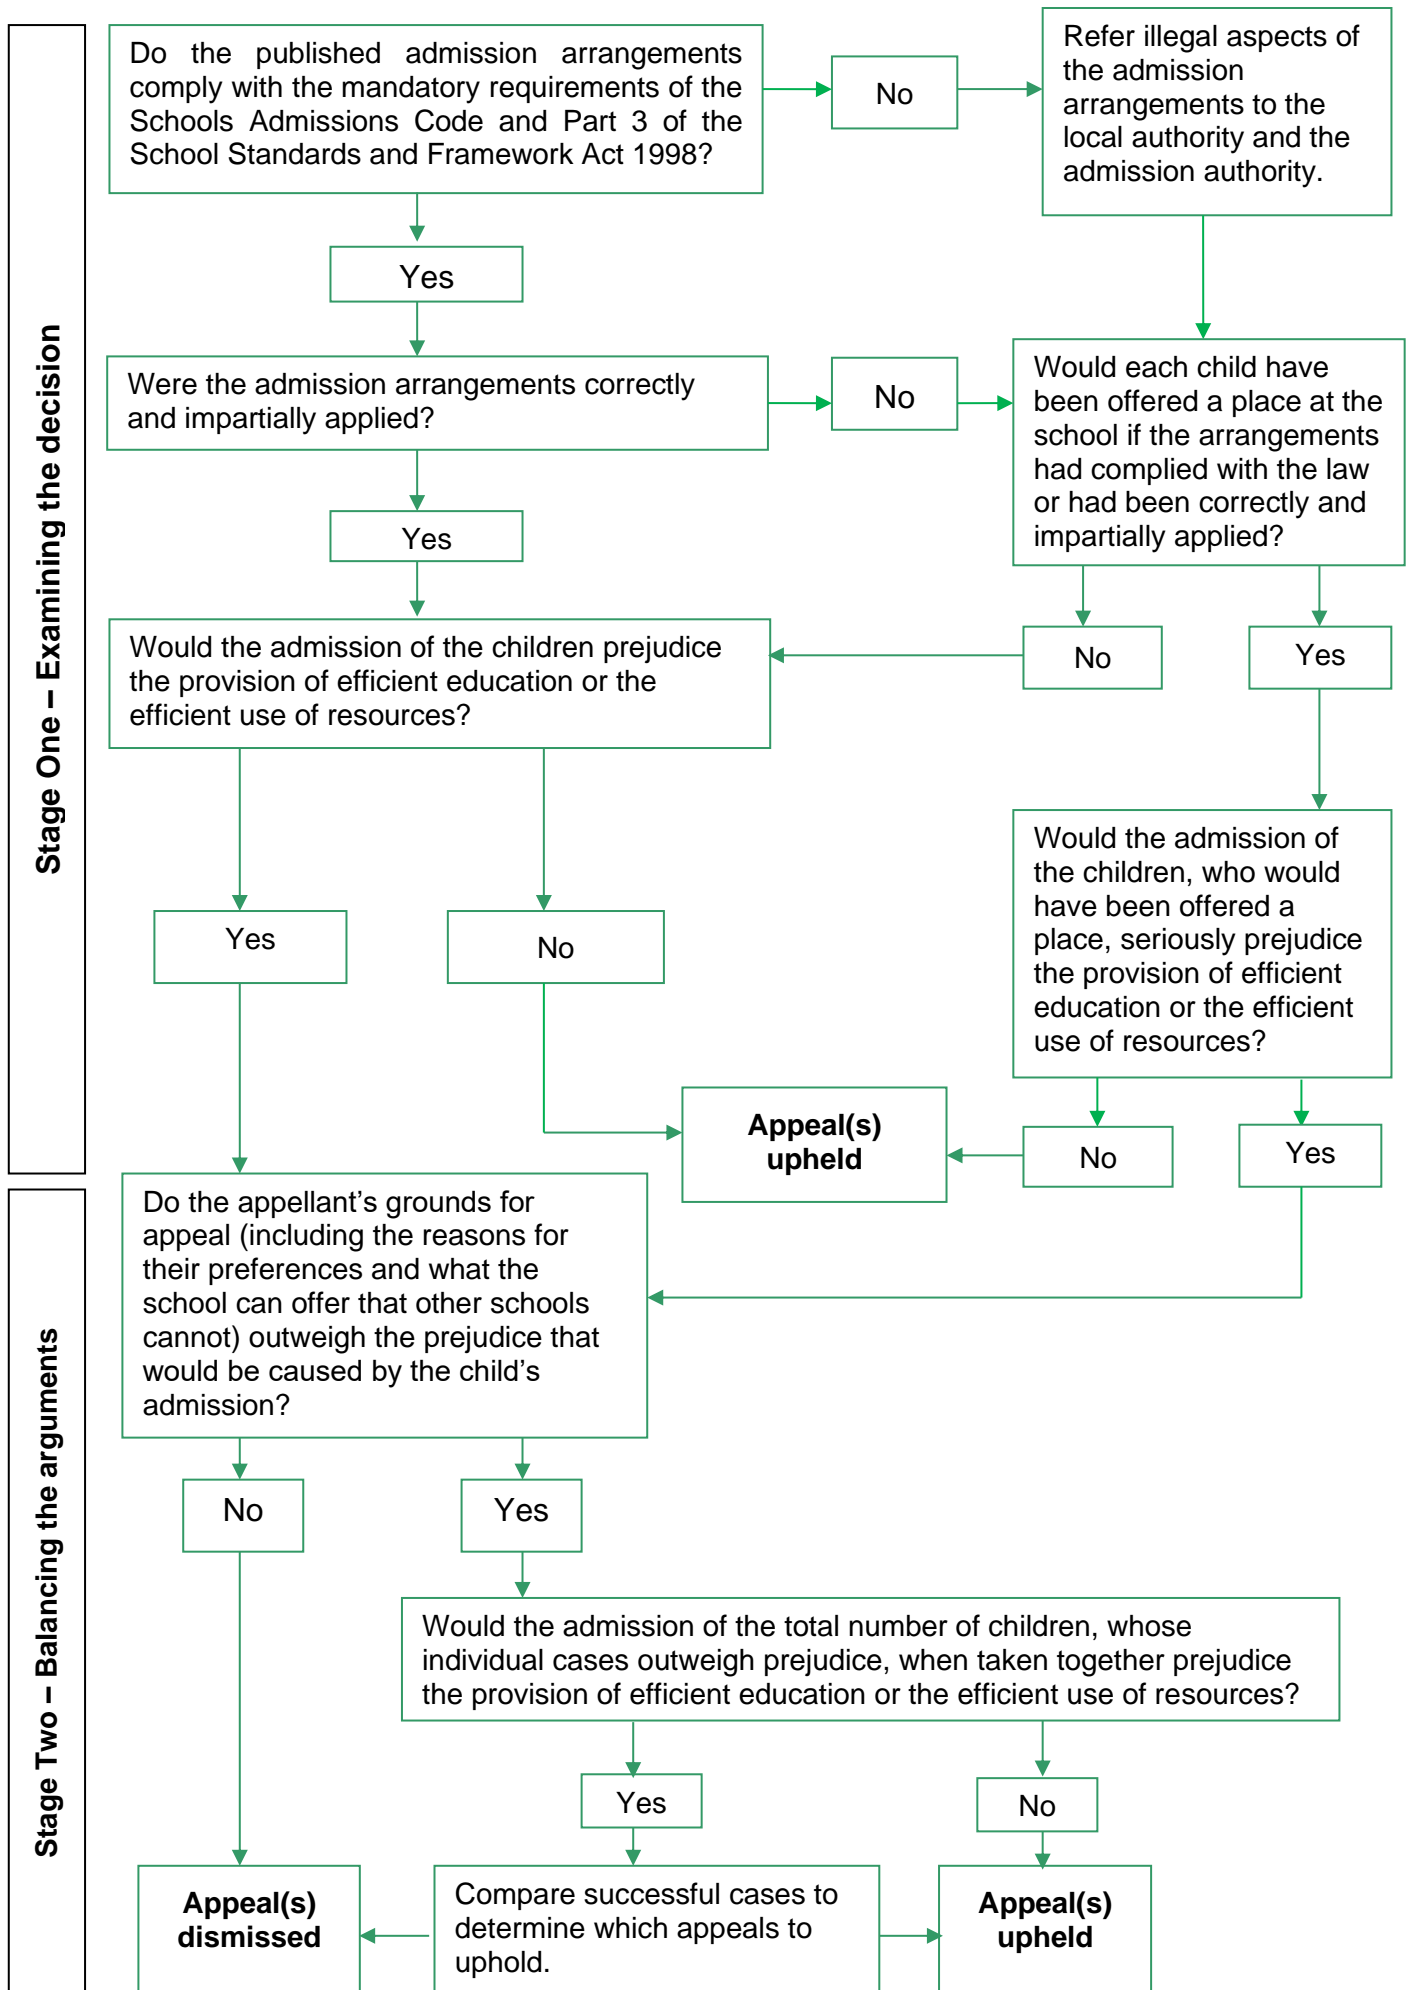 Stage One – Examining the decision
Do the published admission arrangements
comply with the mandatory requirements of the
Schools Admissions Code and Part 3 of the
School Standards and Framework Act 1998?
No
Refer illegal aspects of
the admission
arrangements to the
local authority and the
admission authority.
Yes
Were the admission arrangements correctly
and impartially applied?
No
Would each child have
been offered a place at the
school if the arrangements
had complied with the law
or had been correctly and
impartially applied?
Yes
Would the admission of the children prejudice
the provision of efficient education or the
efficient use of resources?
No
Yes
Would the admission of
the children, who would
have been offered a
place, seriously prejudice
the provision of efficient
education or the efficient
use of resources?
Yes
No
Appeal(s)
upheld
No
Yes
Stage Two – Balancing the arguments
Do the appellant’s grounds for
appeal (including the reasons for
their preferences and what the
school can offer that other schools
cannot) outweigh the prejudice that
would be caused by the child’s
admission?
No
Yes
Would the admission of the total number of children, whose
individual cases outweigh prejudice, when taken together prejudice
the provision of efficient education or the efficient use of resources?
Yes
No
Appeal(s)
dismissed
Compare successful cases to
determine which appeals to
uphold.
Appeal(s)
upheld